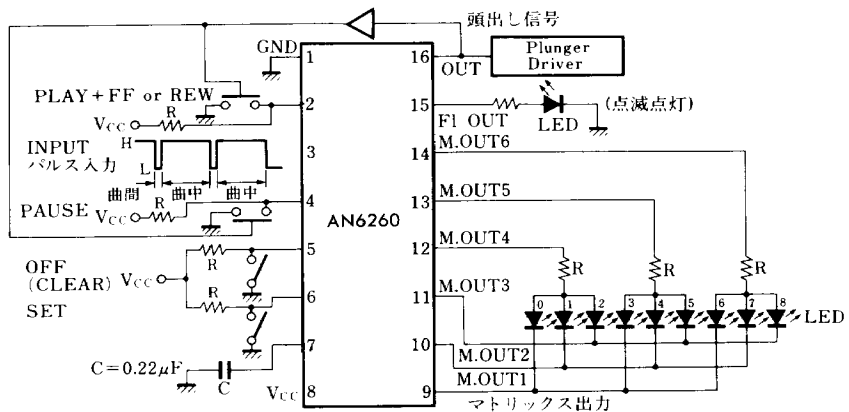 頭出し信号
GND
1
16
OUT
Plunger Driver
PLAY+FF or REW
2
VCC
R
15
F1 OUT
LED
(点滅点灯)
INPUT
パルス入力
H
L
3
14
M.OUT6
曲間
曲中
曲中
PAUSE
VCC
R
4
13
M.OUT5
AN6260
OFF
(CLEAR)
VCC
R
5
12
M.OUT4
R
R
R
SET
R
6
11
M.OUT3
0 1 2 3 4 5 6 7 8
LED
C=0.22μF
C
7
10
M.OUT2
VCC
8
9
M.OUT1
マトリックス出力